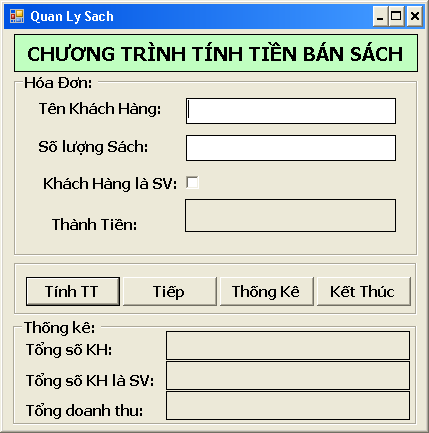 Quan Ly Sach
CHƯƠNG TRÌNH TÍNH TIỀN BÁN SÁCH
Hóa Đơn:
Tên Khách Hàng:
Số lượng Sách:
Khách Hàng là SV:
Thành Tiền:
Tính TT Tiếp Thống Kê Kết Thúc
Thống kê:
Tổng số KH:
Tổng số KH là SV:
Tổng doanh thu: